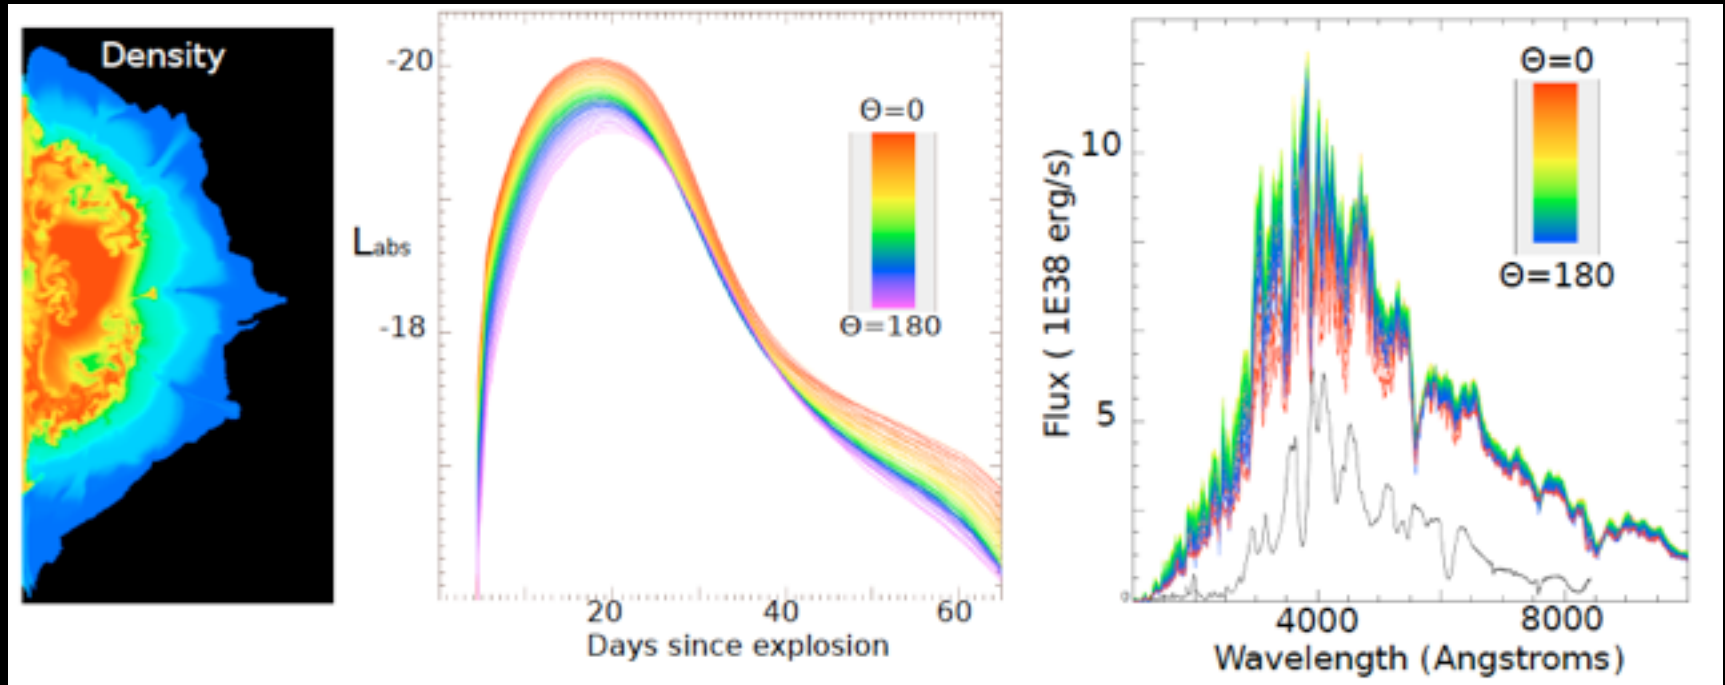 Density
-20
Labs
-18
Θ=0
Θ=180
20
40
60
Days since explosion
Flux ( 1E38 erg/s)
10
5
0
Θ=0
Θ=180
4000
8000
Wavelength (Angstroms)